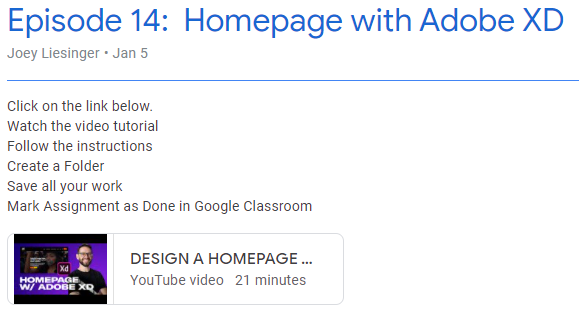 Episode 14:  Homepage with Adobe XD
Joey Liesinger • Jan 5
Click on the link below.
Watch the video tutorial
Follow the instructions
Create a Folder
Save all your work
Mark Assignment as Done in Google Classroom
Xd
HOMEPAGE
W/ ADOBE XD
DESIGN A HOMEPAGE ...
YouTube video   21 minutes